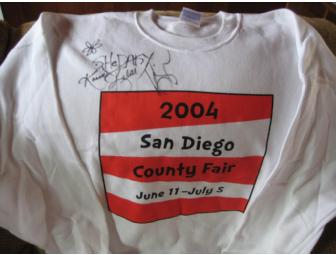 2004
San Diego
County Fair
June 11-July 5